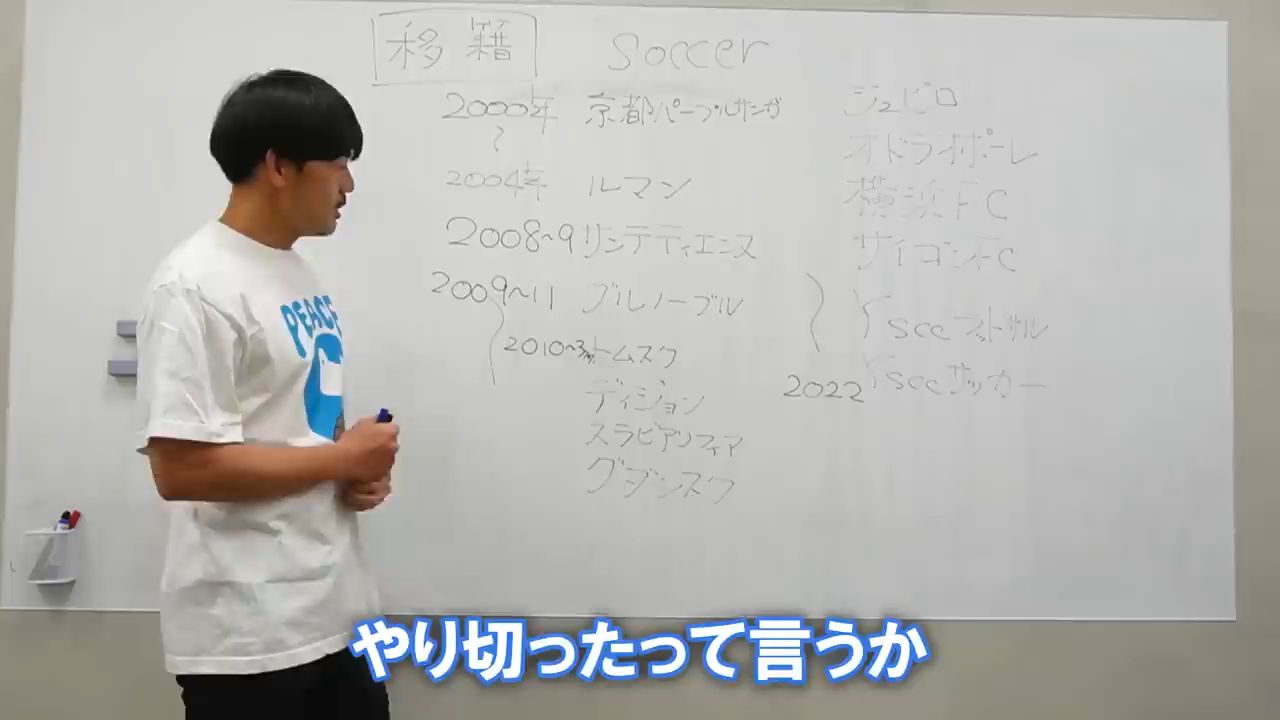 移籍 soccer
2000年 京都パープルサンガ
〜
2004年 ルマン
2008~9 サンテティエンヌ
2009~11 グルノーブル
2010~ トムスク
ディジョン
スラビアソフィア
グダンスク
ジュビロ
オドラオポーレ
横浜FC
サイゴンFC
sccフットサル
2022 sccサッカー
PEACE
やり切ったって言うか